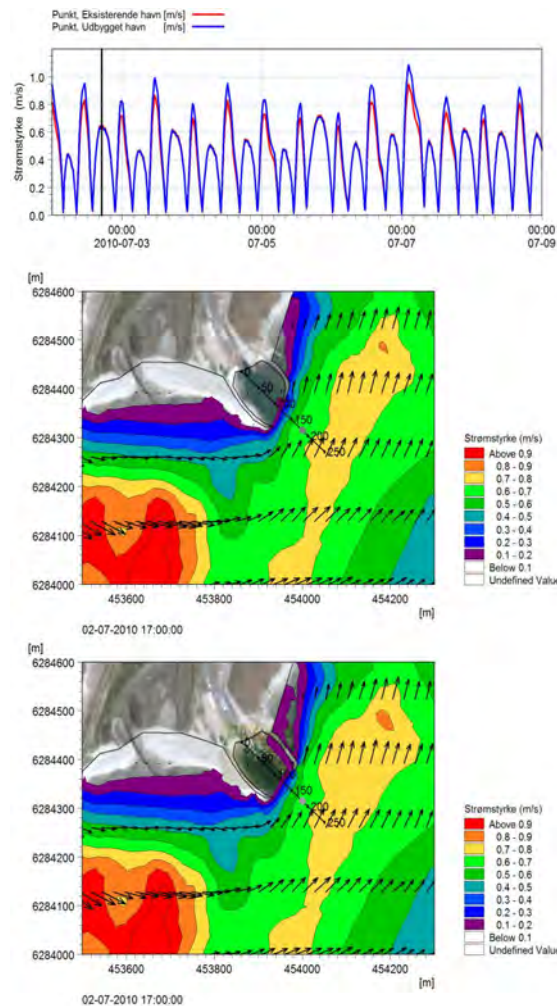 Punkt, Eksisterende havn [m/s]
Punkt, Udbygget havn [m/s]
Strømstyrke (m/s)
1.0
0.8
0.6
0.4
0.2
0.0
00:00 00:00 00:00 00:00
2010-07-03 07-05 07-07 07-09
[m]
6284600
6284500
6284400
6284300
6284200
6284100
6284000
50
150
200
250
453600 453800 454000 454200
[m]
02-07-2010 17:00:00
Strømstyrke (m/s)
Above 0.9
0.8 - 0.9
0.7 - 0.8
0.6 - 0.7
0.5 - 0.6
0.4 - 0.5
0.3 - 0.4
0.2 - 0.3
0.1 - 0.2
Below 0.1
Undefined Value
[m]
6284600
6284500
6284400
6284300
6284200
6284100
6284000
50
150
200
250
453600 453800 454000 454200
[m]
02-07-2010 17:00:00
Strømstyrke (m/s)
Above 0.9
0.8 - 0.9
0.7 - 0.8
0.6 - 0.7
0.5 - 0.6
0.4 - 0.5
0.3 - 0.4
0.2 - 0.3
0.1 - 0.2
Below 0.1
Undefined Value